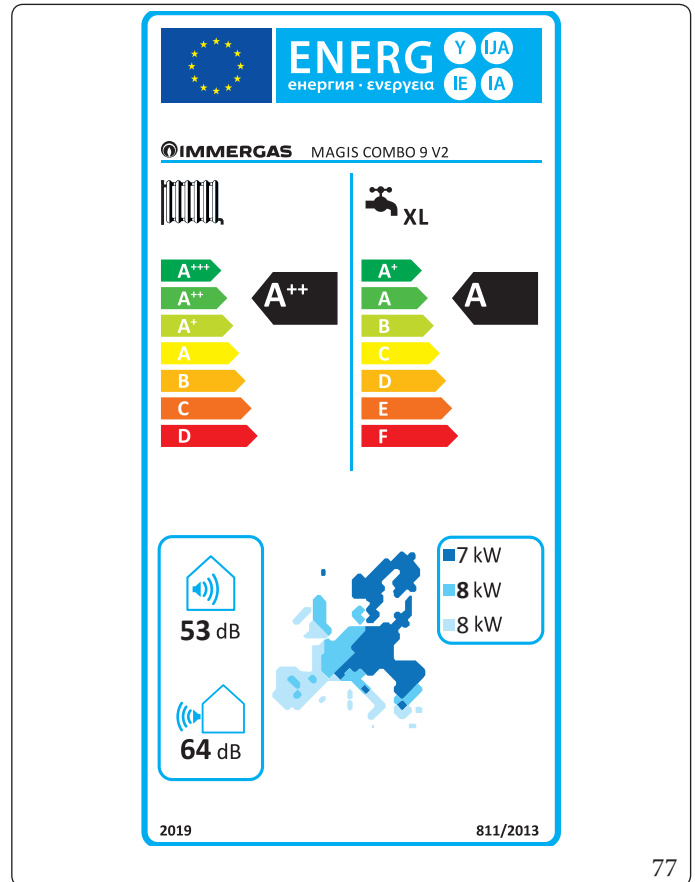 ENERG
енергия · ενεργεια
Y IJA
IE IA
IMMERGAS MAGIS COMBO 9 V2
XL
A+++
A++
A+
A
B
C
D
A++
A+
A
B
C
D
E
F
A
53 dB
64 dB
7 kW
8 kW
8 kW
2019
811/2013
77